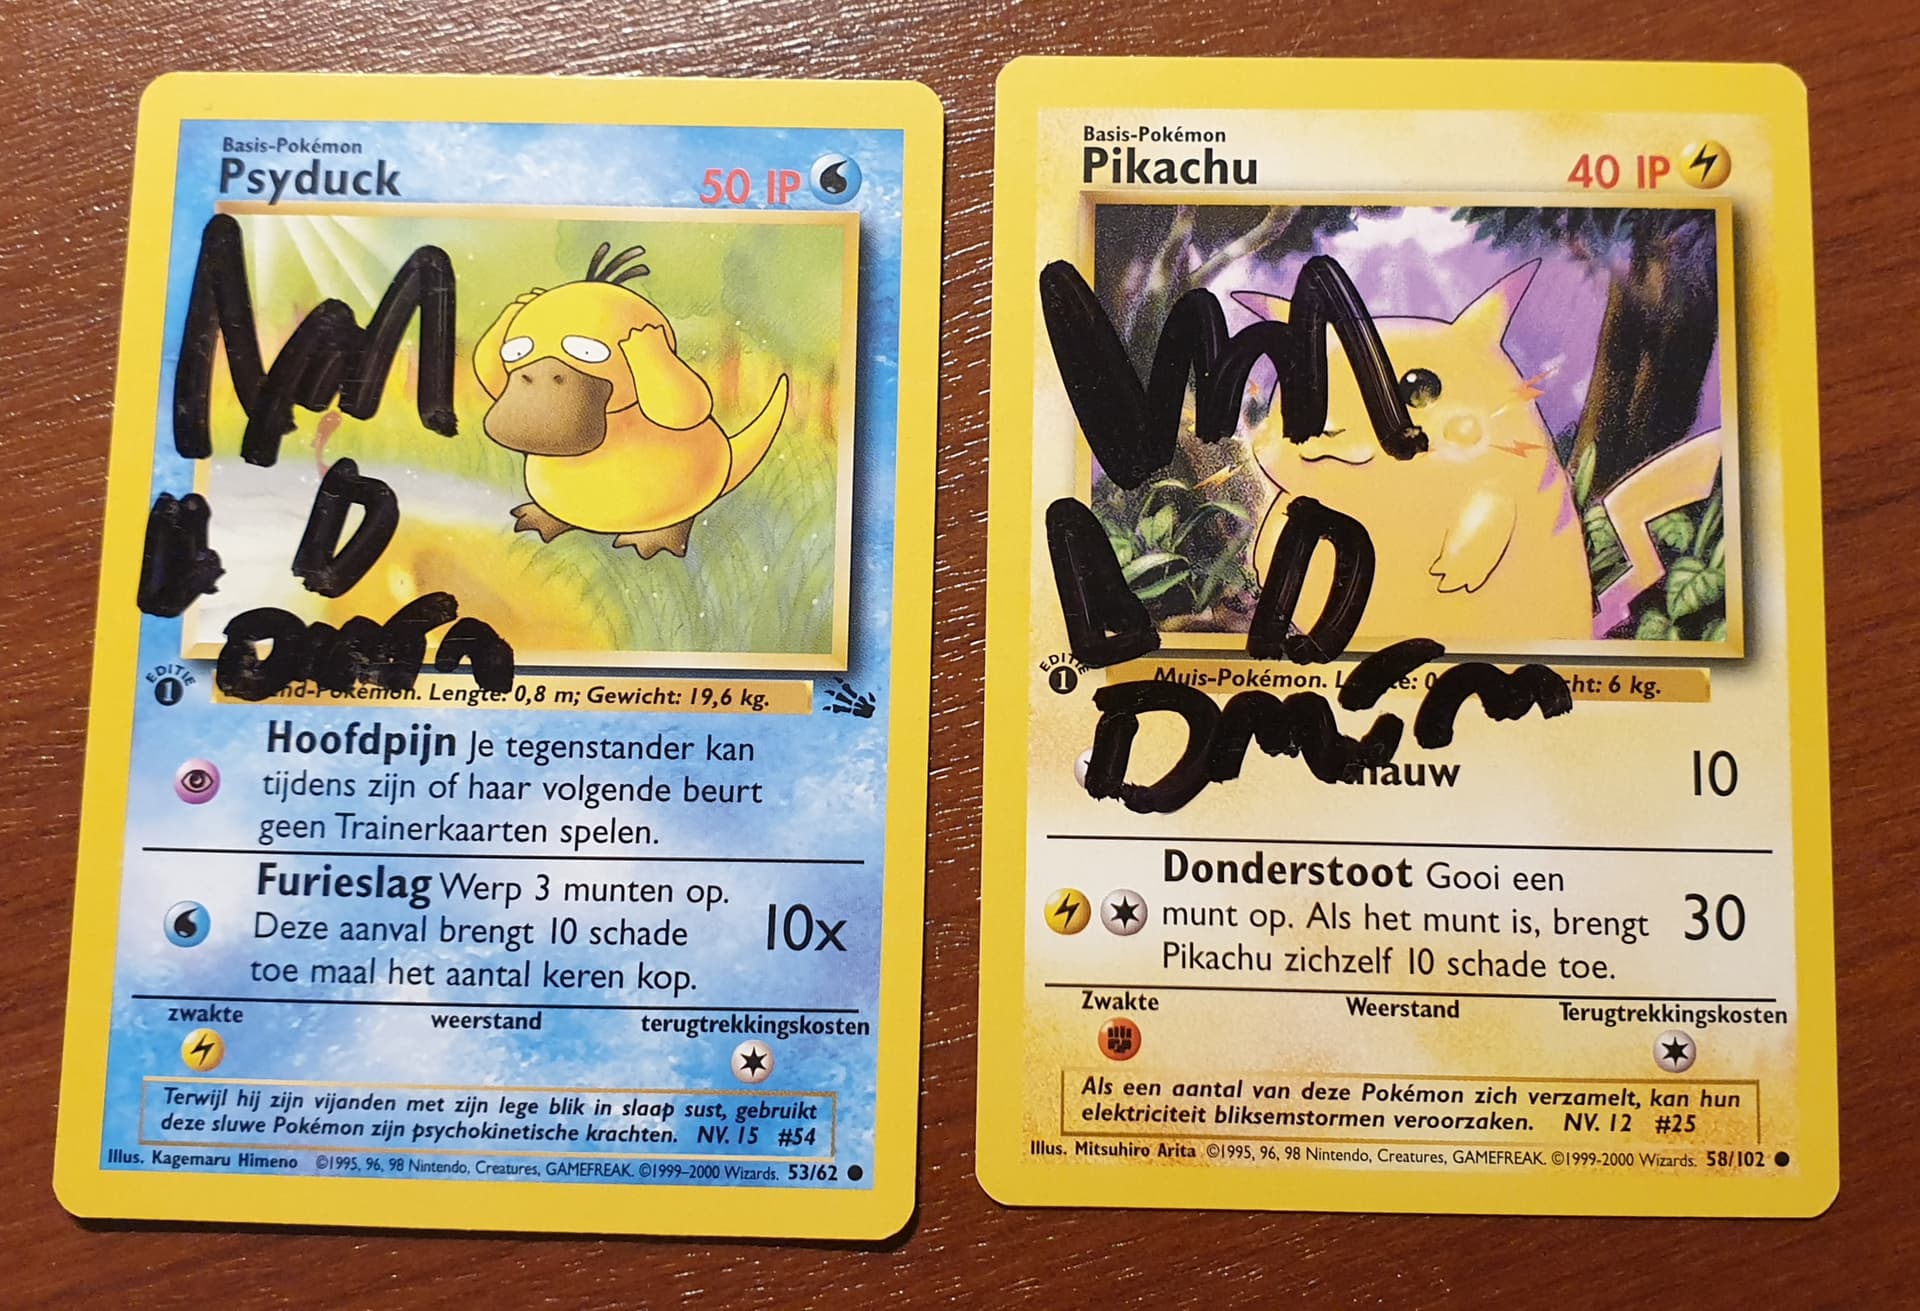 Basis-Pokémon
Psyduck 50 IP
EDITIE
1
Lengte: 0,8 m; Gewicht: 19,6 kg.
Hoofdpijn Je tegenstander kan
tijdens zijn of haar volgende beurt
geen Trainerkaarten spelen.
Furieslag Werp 3 munten op.
Deze aanval brengt 10 schade
toe maal het aantal keren kop.
10x
zwakte weerstand terugtrekkingskosten
Terwijl hij zijn vijanden met zijn lege blik in slaap sust, gebruikt
deze sluwe Pokémon zijn psychokinetische krachten. NV. 15 #54
Illus. Kagemaru Himeno ©1995, 96, 98 Nintendo, Creatures, GAMEFREAK. ©1999–2000 Wizards. 53/62
Basis-Pokémon
Pikachu 40 IP
1
Muis-Pokémon. 6 kg.
10
Donderstoot Gooi een
munt op. Als het munt is, brengt
Pikachu zichzelf 10 schade toe.
30
Zwakte Weerstand Terugtrekkingskosten
Als een aantal van deze Pokémon zich verzamelt, kan hun
elektriciteit bliksemstormen veroorzaken. NV. 12 #25
Illus. Mitsuhiro Arita ©1995, 96, 98 Nintendo, Creatures, GAMEFREAK. ©1999-2000 Wizards. 58/102